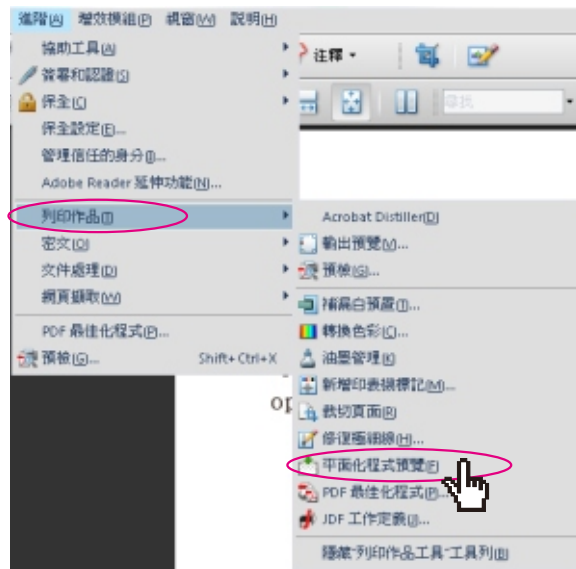 進階(A) 增效模組(P) 視窗(W) 說明(H)
協助工具(A)
簽署和認證(S)
保全(C)
保全設定(E)...
管理信任的身分(I)...
Adobe Reader 延伸功能(N)...
列印作品(T)
密文(O)
文件處理(D)
網頁擷取(W)
PDF 最佳化程式(P)...
預檢(G)... Shift+Ctrl+X
注釋
尋找
op
Acrobat Distiller(D)
輸出預覽(V)...
預檢(G)...
補漏白預置(T)...
轉換色彩(C)...
油墨管理(K)
新增印表機標記(M)...
裁切頁面(R)
修復極細線(H)...
平面化程式預覽(F)
PDF 最佳化程式(P)...
JDF 工作定義(J)...
隱藏"列印作品工具"工具列(B)